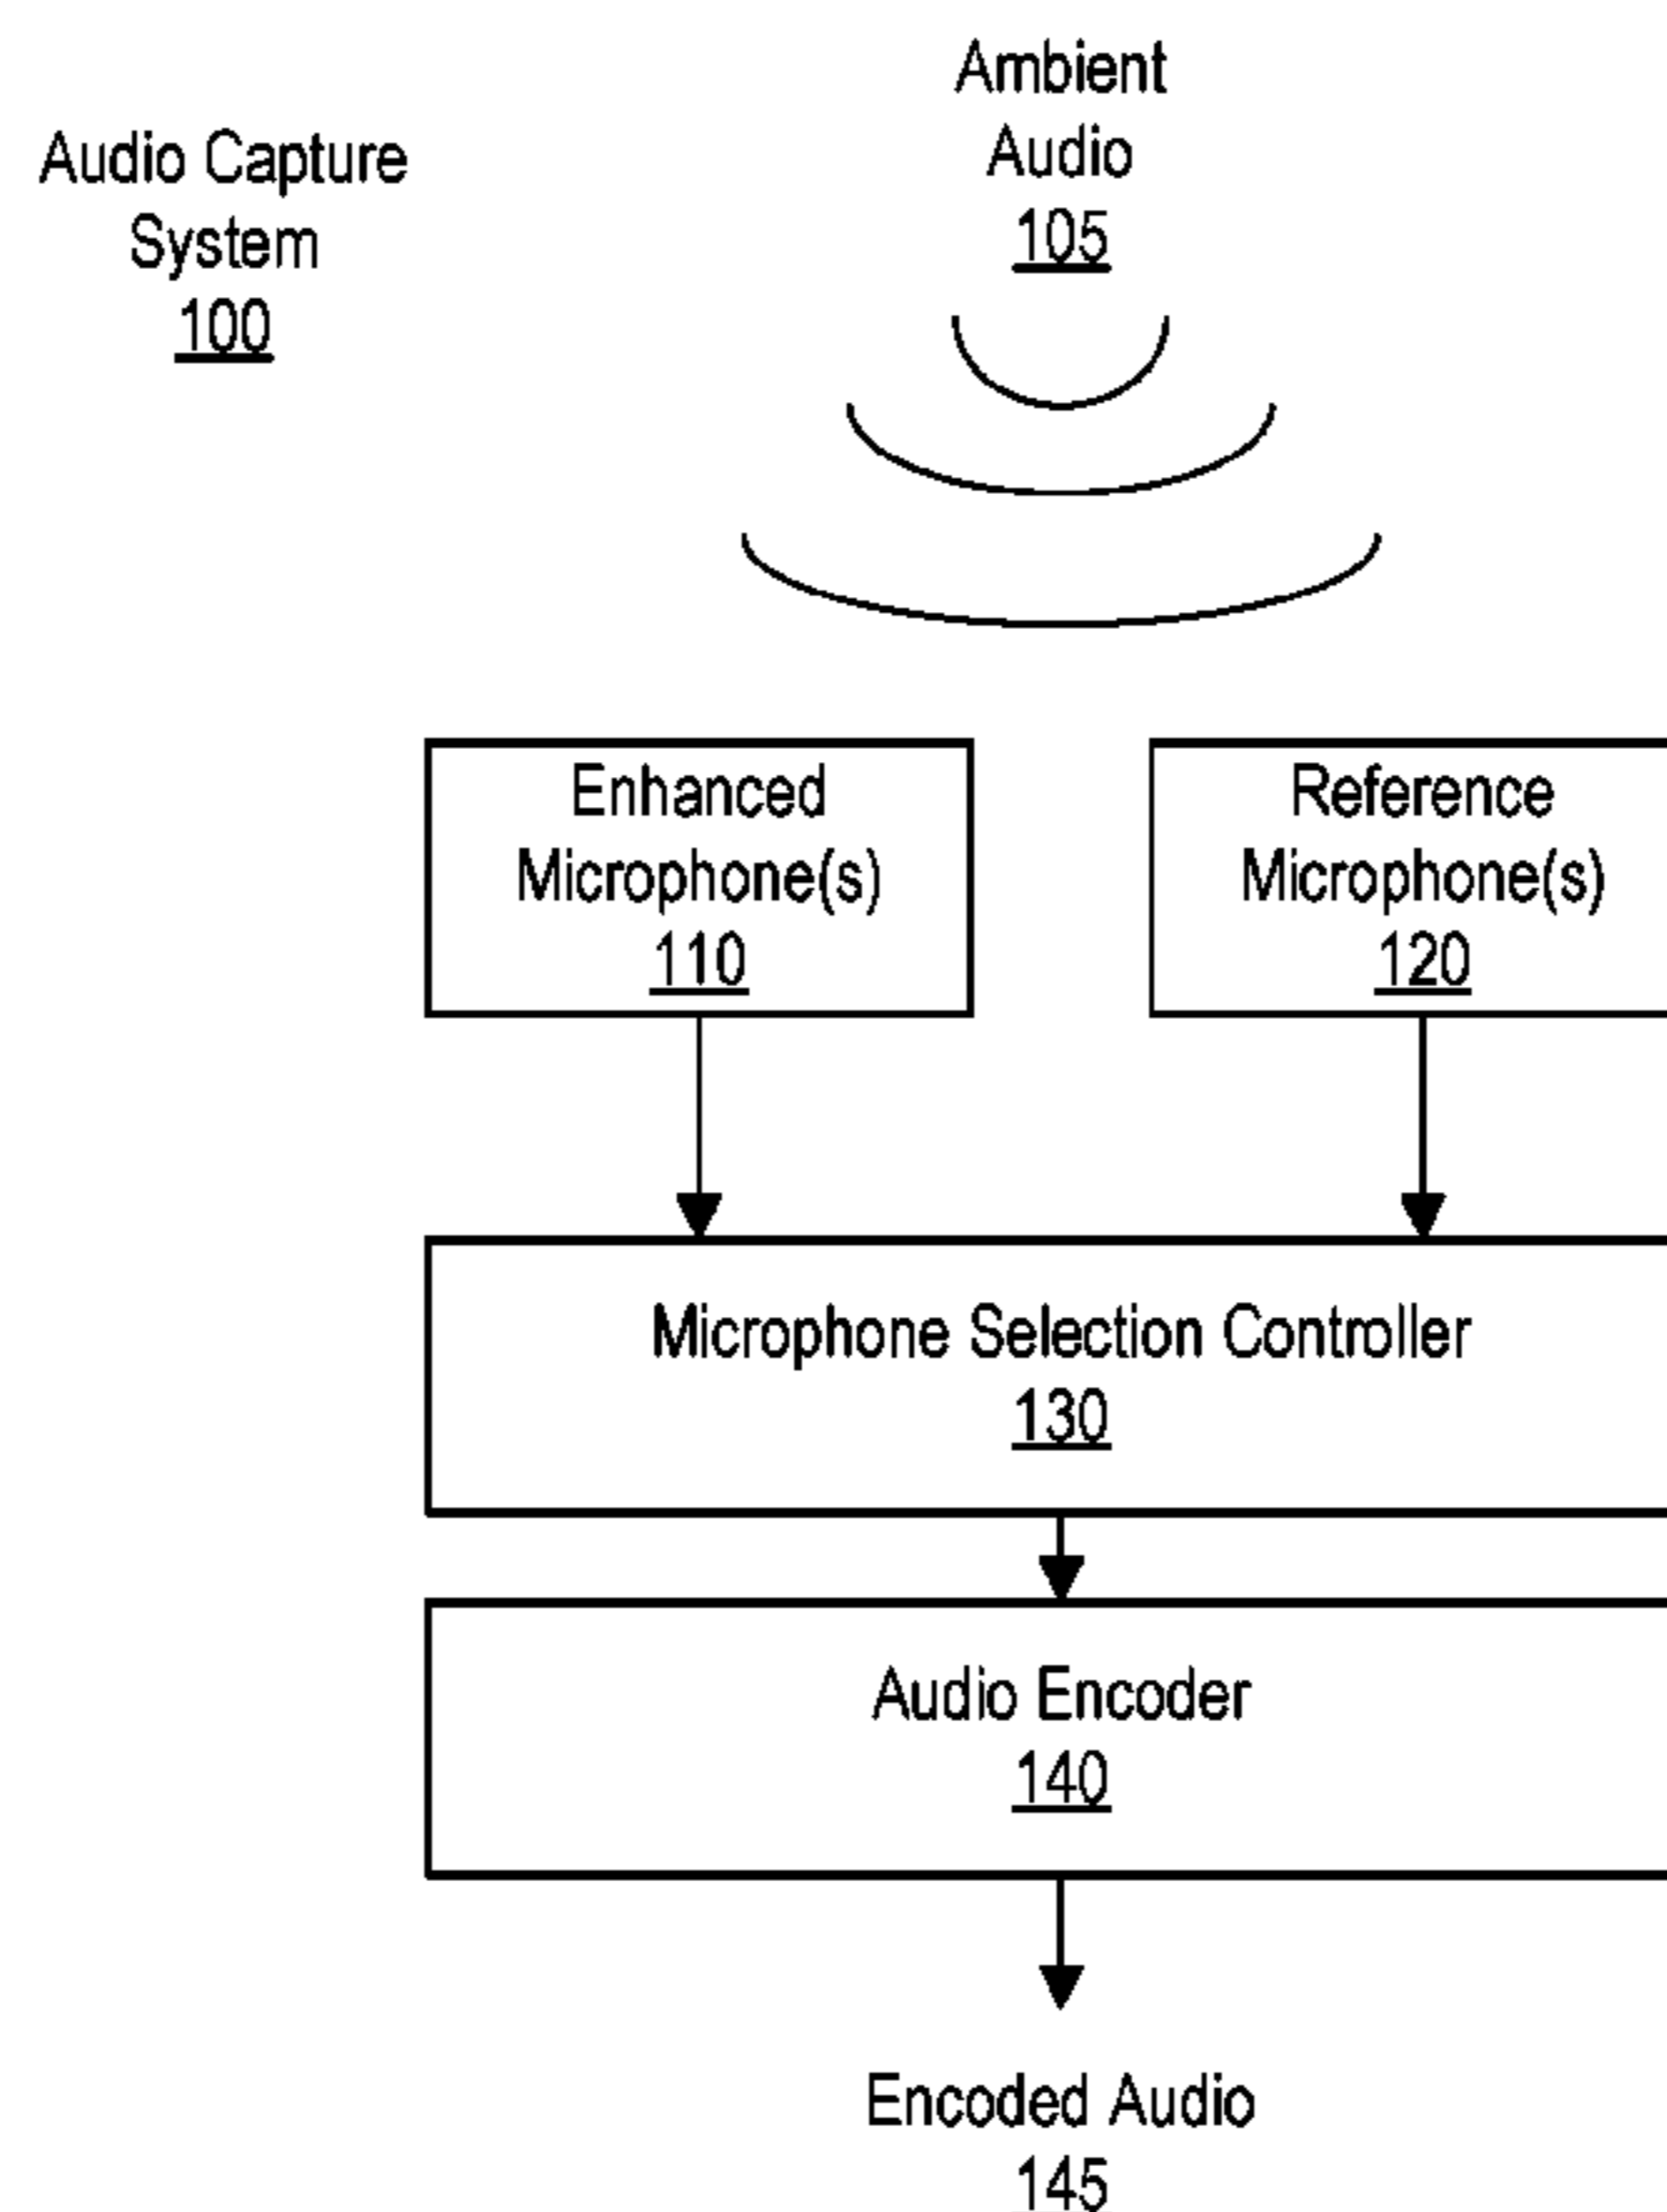 Audio Capture
System
100
Ambient
Audio
105
Enhanced
Microphone(s)
110
Reference
Microphone(s)
120
Microphone Selection Controller
130
Audio Encoder
140
Encoded Audio
145